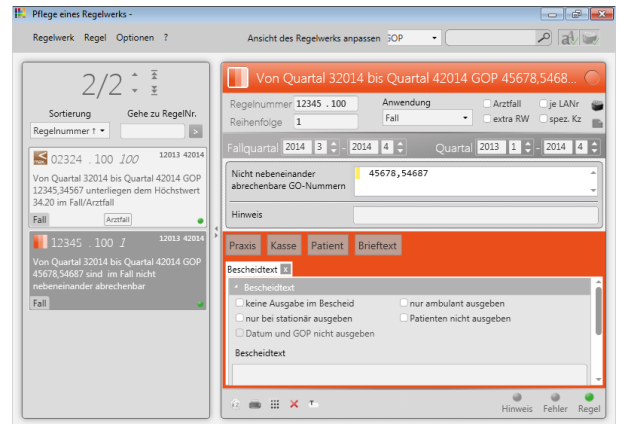 Pflege eines Regelwerks -
Regelwerk Regel Optionen ?
Ansicht des Regelwerks anpassen GOP
2/2
Sortierung
Gehe zu RegelNr.
Regelnummer ↑
02324 . 100 100
12013 42014
Von Quartal 32014 bis Quartal 42014 GOP
12345,34567 unterliegen dem Höchstwert
34.20 im Fall/Arztfall
Fall
Arztfall
12345 . 100 1
12013 42014
Von Quartal 32014 bis Quartal 42014 GOP
45678,54687 sind im Fall nicht
nebeneinander abrechenbar
Fall
Von Quartal 32014 bis 42014 GOP 45678,5468...
Regelnummer 12345 . 100
Anwendung
Arztfall
je LANr
Reihenfolge 1
Fall
extra RW
spez. Kz
Fallquartal 2014 3 - 2014 4
Quartal 2013 1 - 2014 4
Nicht nebeneinander
abrechenbare GO-Nummern
45678,54687
Hinweis
Praxis Kasse Patient Brieftext
Bescheidtext x
Bescheidtext
keine Ausgabe im Bescheid
nur ambulant ausgeben
nur bei stationär ausgeben
Patienten nicht ausgeben
Datum und GOP nicht ausgeben
Bescheidtext
Hinweis Fehler Regel